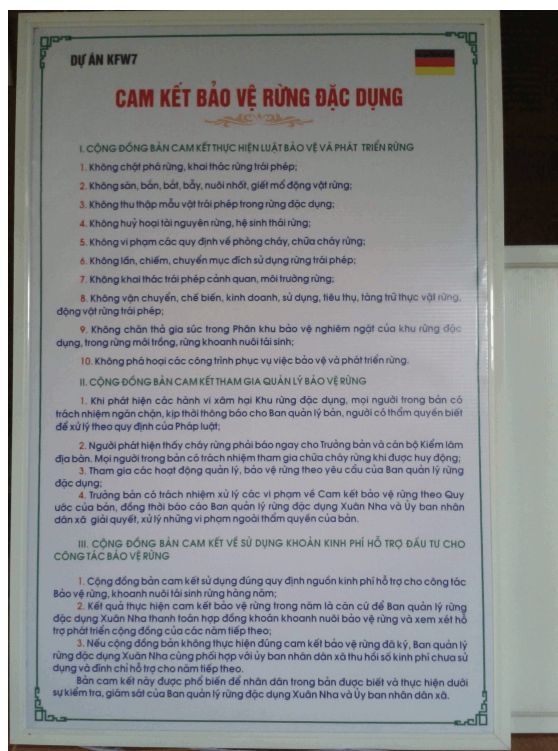 DỰ ÁN KFW7
CAM KẾT BẢO VỆ RỪNG ĐẶC DỤNG
I. CỘNG ĐỒNG BẢN CAM KẾT THỰC HIỆN LUẬT BẢO VỆ VÀ PHÁT TRIỂN RỪNG
1. Không chặt phá rừng, khai thác rừng trái phép;
2. Không săn, bắn, bắt, bẫy, nuôi nhốt, giết mổ động vật rừng;
3. Không thu thập mẫu vật trái phép trong rừng đặc dụng;
4. Không huỷ hoại tài nguyên rừng, hệ sinh thái rừng;
5. Không vi phạm các quy định về phòng cháy, chữa cháy rừng;
6. Không lấn, chiếm, chuyển mục đích sử dụng rừng trái phép;
7. Không khai thác trái phép cảnh quan, môi trường rừng;
8. Không vận chuyển, chế biến, kinh doanh, sử dụng, tiêu thụ, tàng trữ thực vật rừng,
động vật rừng trái phép;
9. Không chăn thả gia súc trong Phân khu bảo vệ nghiêm ngặt của khu rừng đặc
dụng, trong rừng mới trồng, rừng khoanh nuôi tái sinh;
10. Không phá hoại các công trình phục vụ việc bảo vệ và phát triển rừng.
II. CỘNG ĐỒNG BẢN CAM KẾT THAM GIA QUẢN LÝ BẢO VỆ RỪNG
1. Khi phát hiện các hành vi xâm hại Khu rừng đặc dụng, mọi người trong bản có
trách nhiệm ngăn chặn, kịp thời thông báo cho Ban quản lý bản, người có thẩm quyền biết
để xử lý theo quy định của Pháp luật;
2. Người phát hiện thấy cháy rừng phải báo ngay cho Trưởng bản và cán bộ Kiểm lâm
địa bàn. Mọi người trong bản có trách nhiệm tham gia chữa cháy rừng khi được huy động;
3. Tham gia các hoạt động quản lý, bảo vệ rừng theo yêu cầu của Ban quản lý rừng
đặc dụng;
4. Trưởng bản có trách nhiệm xử lý các vi phạm về Cam kết bảo vệ rừng theo Quy
ước của bản, đồng thời báo cáo Ban quản lý rừng đặc dụng Xuân Nha và Ủy ban nhân
dân xã giải quyết, xử lý những vi phạm ngoài thẩm quyền của bản.
III. CỘNG ĐỒNG BẢN CAM KẾT VỀ SỬ DỤNG KHOẢN KINH PHÍ HỖ TRỢ ĐẦU TƯ CHO
CÔNG TÁC BẢO VỆ RỪNG
1. Cộng đồng bản cam kết sử dụng đúng quy định nguồn kinh phí hỗ trợ cho công tác
Bảo vệ rừng, khoanh nuôi tái sinh rừng hàng năm;
2. Kết quả thực hiện cam kết bảo vệ rừng trong năm là căn cứ để Ban quản lý rừng
đặc dụng Xuân Nha thanh toán hợp đồng khoán khoanh nuôi bảo vệ rừng và xem xét hỗ
trợ phát triển cộng đồng của các năm tiếp theo;
3. Nếu cộng đồng bản không thực hiện đúng cam kết bảo vệ rừng đã ký, Ban quản lý
rừng đặc dụng Xuân Nha cùng phối hợp với ủy ban nhân dân xã thu hồi số kinh phí chưa sử
dụng và đình chỉ hỗ trợ cho năm tiếp theo.
Bản cam kết này được phổ biến để nhân dân trong bản được biết và thực hiện dưới
sự kiểm tra, giám sát của Ban quản lý rừng đặc dụng Xuân Nha và Ủy ban nhân dân xã.